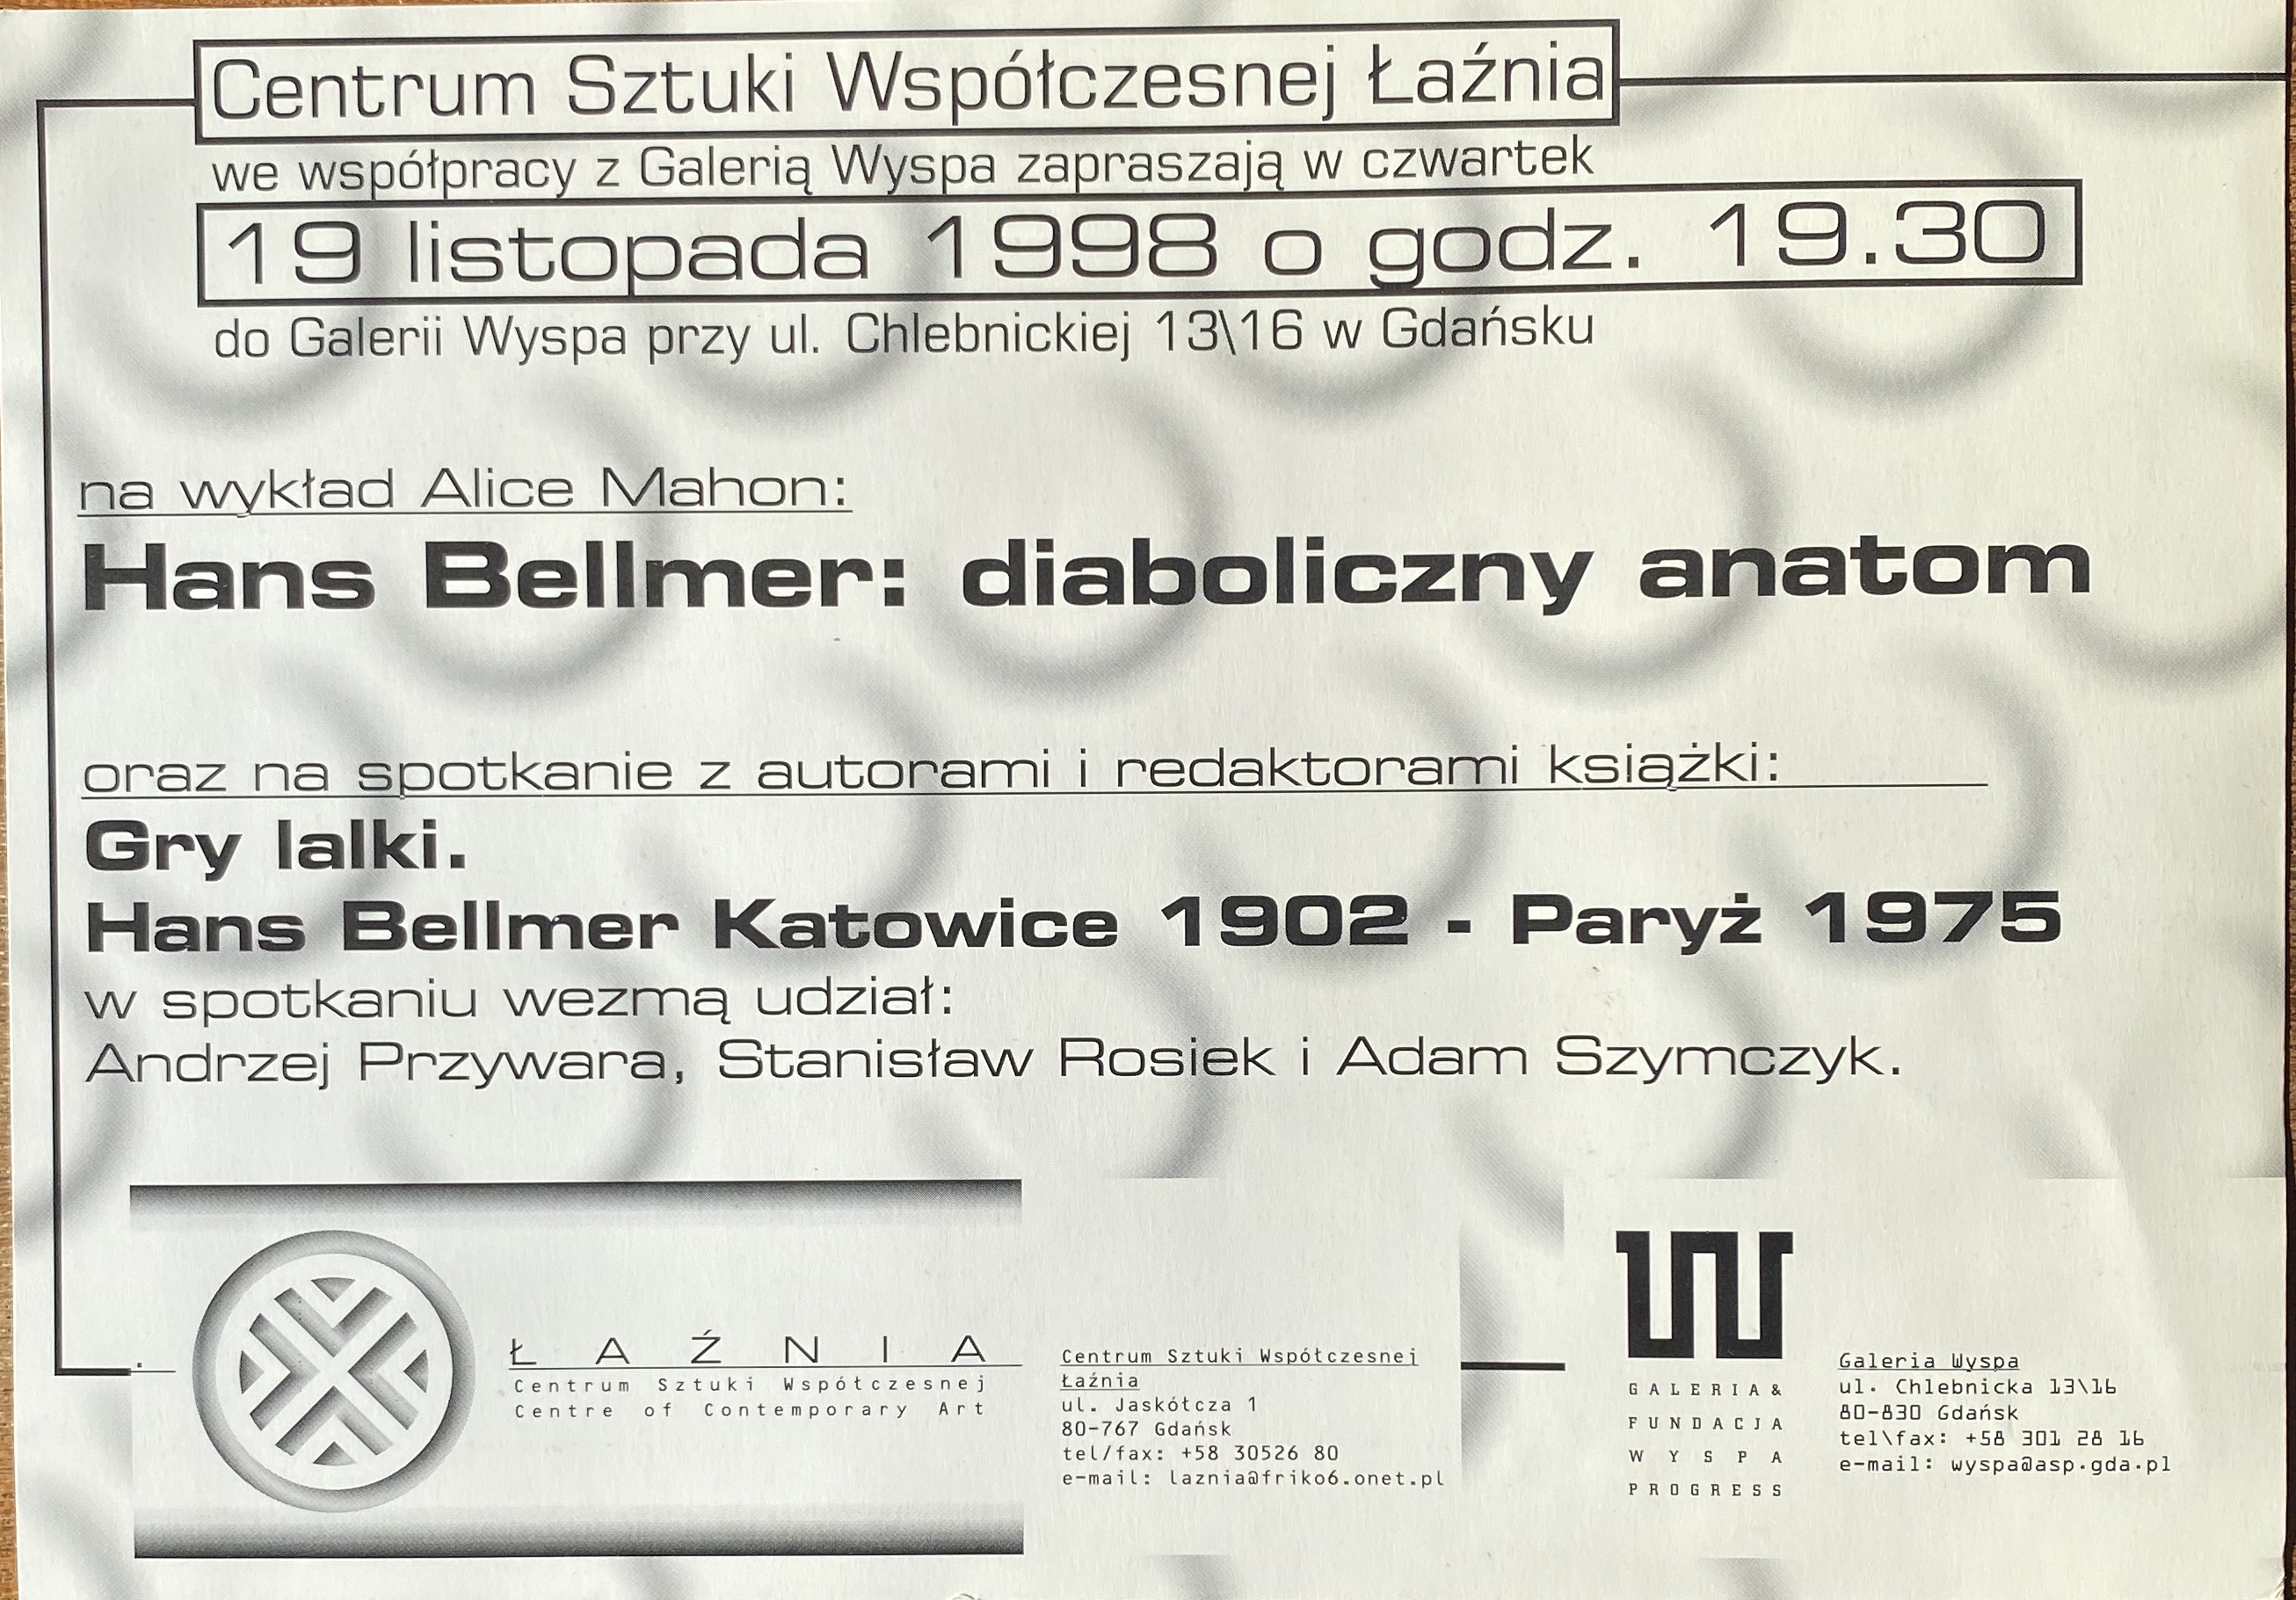 Centrum Sztuki Współczesnej Łaźnia
we współpracy z Galerią Wyspa zapraszają w czwartek
19 listopada 1998 o godz. 19.30
do Galerii Wyspa przy ul. Chlebnickiej 13\16 w Gdańsku
na wykład Alice Mahon:
Hans Bellmer: diaboliczny anatom
oraz na spotkanie z autorami i redaktorami książki:
Gry lalki.
Hans Bellmer Katowice 1902 - Paryż 1975
w spotkaniu wezmą udział:
Andrzej Przywara, Stanisław Rosiek i Adam Szymczyk.
ŁAŹNIA
Centrum Sztuki Współczesnej
Centre of Contemporary Art
Centrum Sztuki Współczesnej
Łaźnia
ul. Jaskółcza 1
80-767 Gdańsk
tel/fax: +58 30526 80
e-mail: laznia@friko6.onet.pl
W
GALERIA&
FUNDACJA
WYSPA
PROGRESS
Galeria Wyspa
ul. Chlebnicka 13\16
80-830 Gdańsk
tel\fax: +58 301 28 16
e-mail: wyspa@asp.gda.pl